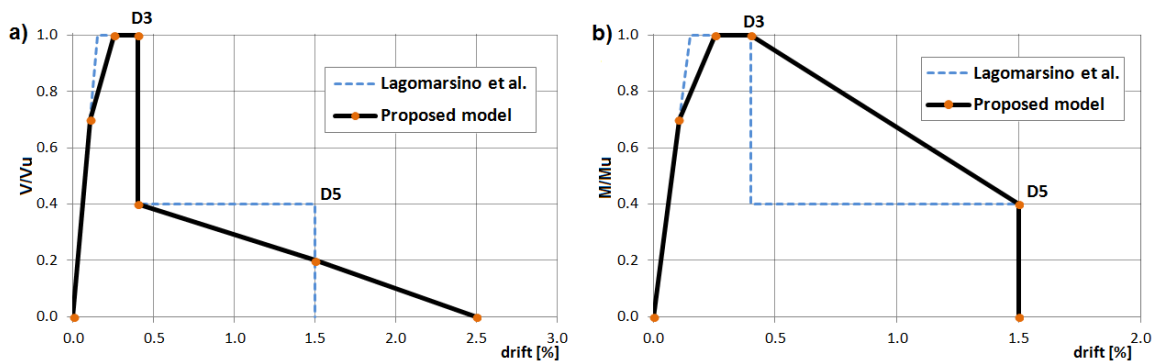 a)
D3
1.0
0.8
0.6
0.4
0.2
0.0
V/Vu
Lagomarsino et al.
Proposed model
D5
0.0 0.5 1.0 1.5 2.0 2.5 3.0
drift [%]
b)
D3
1.0
0.8
0.6
0.4
0.2
0.0
M/Mu
Lagomarsino et al.
Proposed model
D5
0.0 0.5 1.0 1.5 2.0
drift [%]